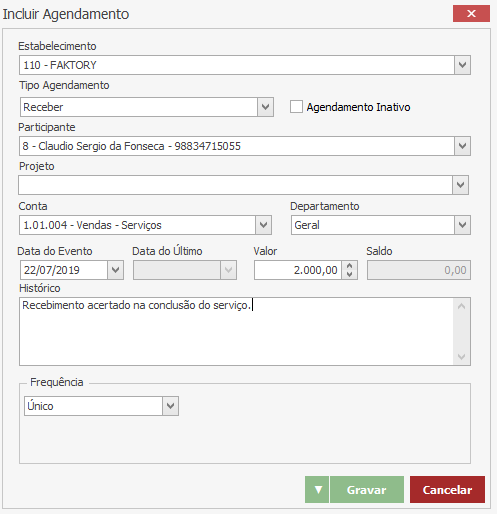 Incluir Agendamento
Estabelecimento
110 - FAKTORY
Tipo Agendamento
Receber
Agendamento Inativo
Participante
8 - Claudio Sergio da Fonseca - 98834715055
Projeto
Conta Departamento
1.01.004 - Vendas - Serviços Geral
Data do Evento Data do Último Valor Saldo
22/07/2019 2.000,00 0,00
Histórico
Recebimento acertado na conclusão do serviço.
Frequência
Único
Gravar Cancelar